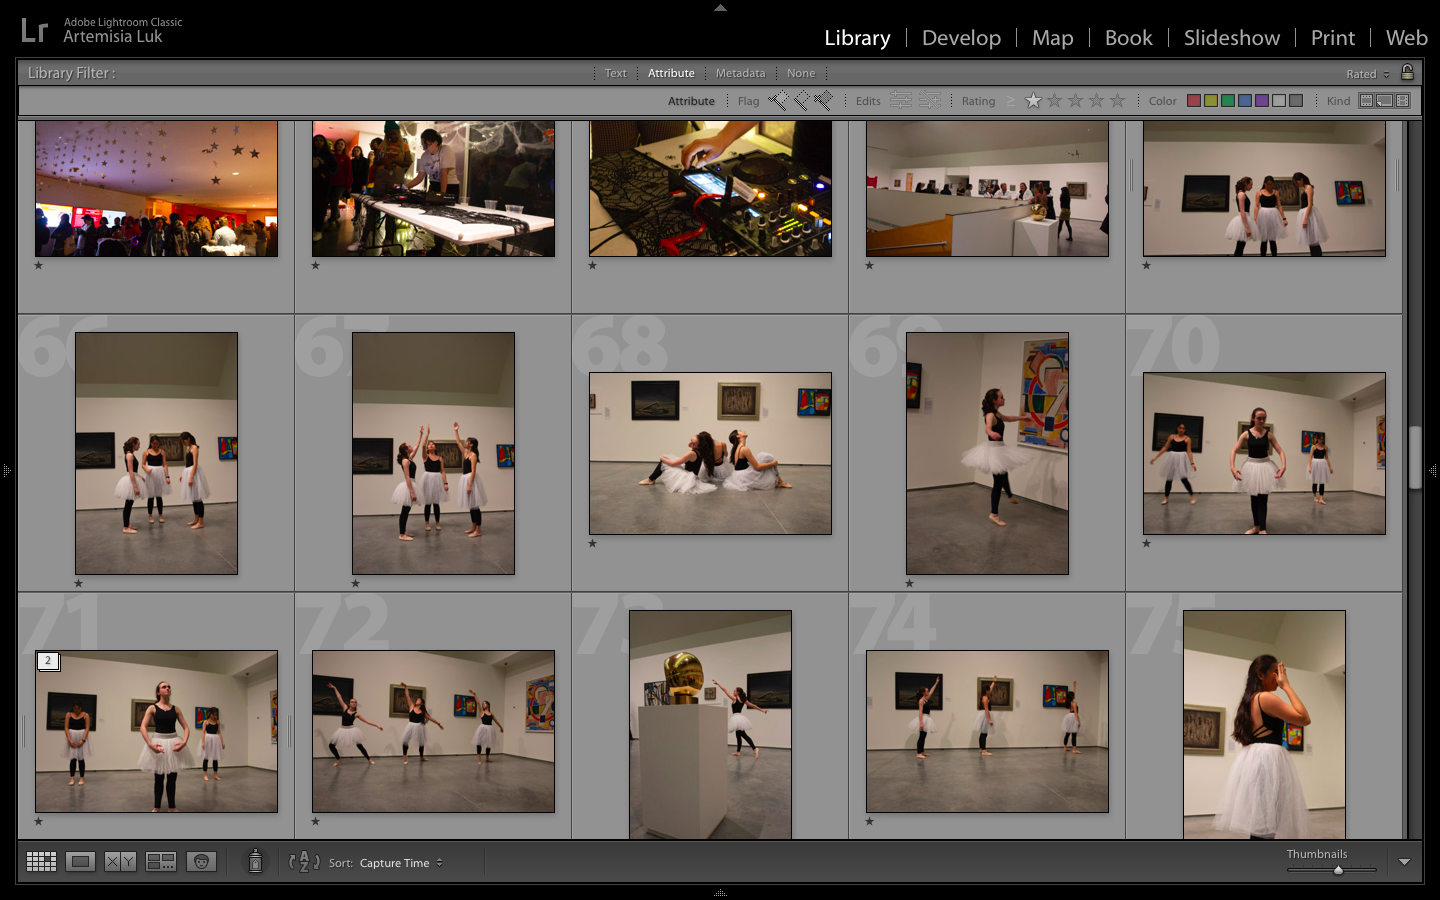 Lr
Adobe Lightroom Classic
Artemisia Luk
Library
Develop
Map
Book
Slideshow
Print
Web
Library Filter :
Text
Attribute
Metadata
None
Rated
Attribute
Flag
Edits
Rating
≥
Color
Kind
66
67
68
69
70
71
72
73
74
75
2
X Y
A
Z
Sort: Capture Time
Thumbnails